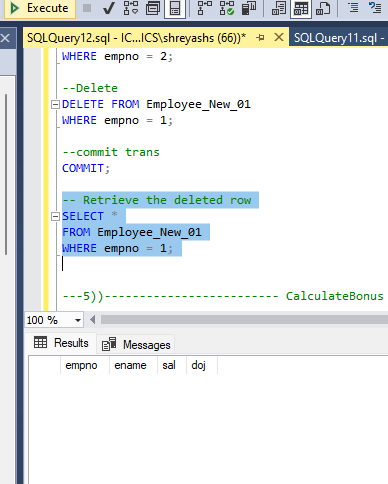 Execute
SQLQuery12.sql - IC...ICS\shreyashs (66))*
SQLQuery11.sql -
WHERE empno = 2;
--Delete
DELETE FROM Employee_New_01
WHERE empno = 1;
--commit trans
COMMIT;
-- Retrieve the deleted row
SELECT *
FROM Employee_New_01
WHERE empno = 1;
---5))------------------------- CalculateBonus
100 %
Results Messages
empno ename sal doj